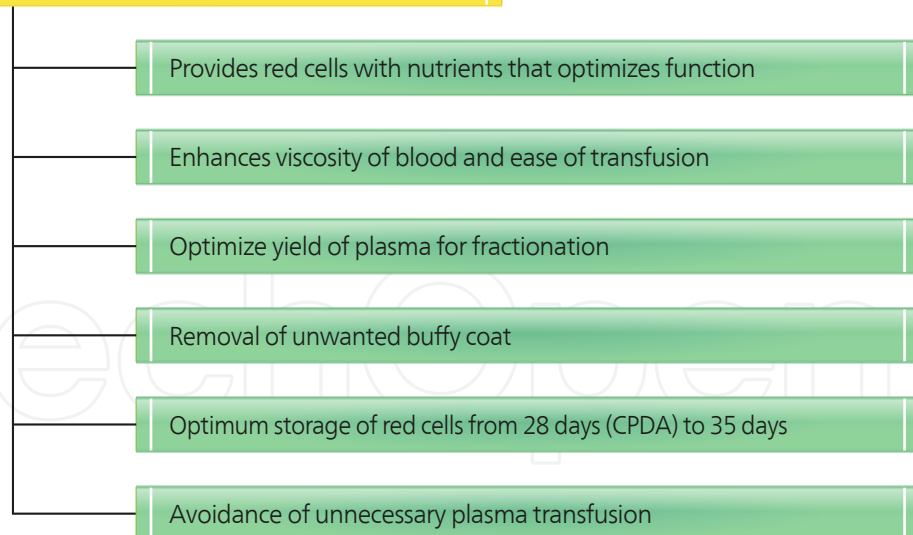 Provides red cells with nutrients that optimizes function
Enhances viscosity of blood and ease of transfusion
Optimize yield of plasma for fractionation
Removal of unwanted buffy coat
Optimum storage of red cells from 28 days (CPDA) to 35 days
Avoidance of unnecessary plasma transfusion
echOpen